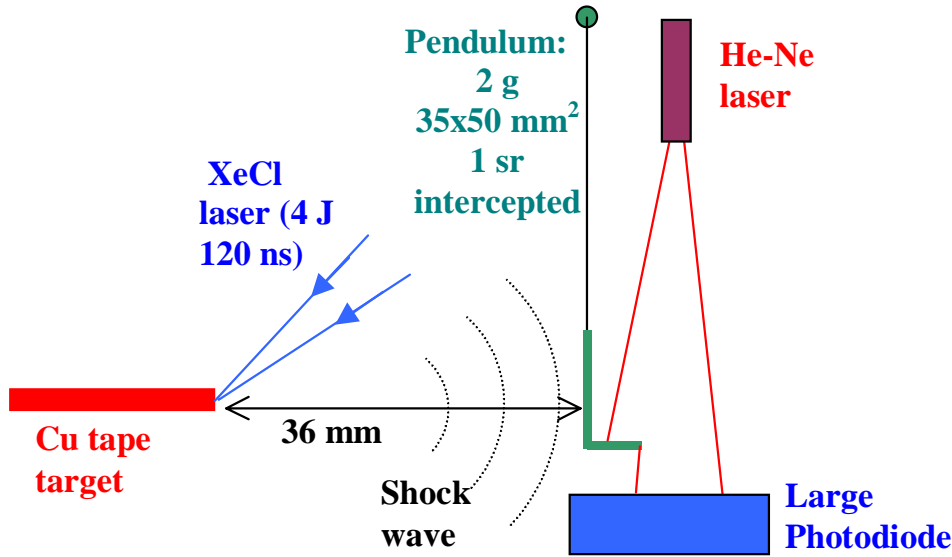 Pendulum:
2 g
35x50 mm²
1 sr
intercepted
He-Ne
laser
XeCl
laser (4 J
120 ns)
36 mm
Cu tape
target
Shock
wave
Large
Photodiode